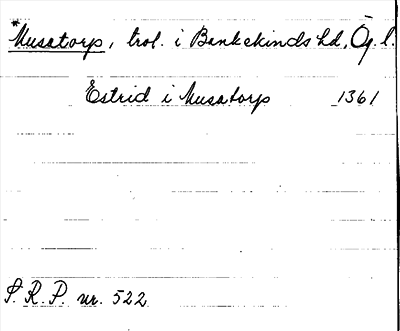 *Musatorp, trol. i Bankekinds hd, Ög. l.
Estrid i Musatorp 1361
S. R. P. nr. 522